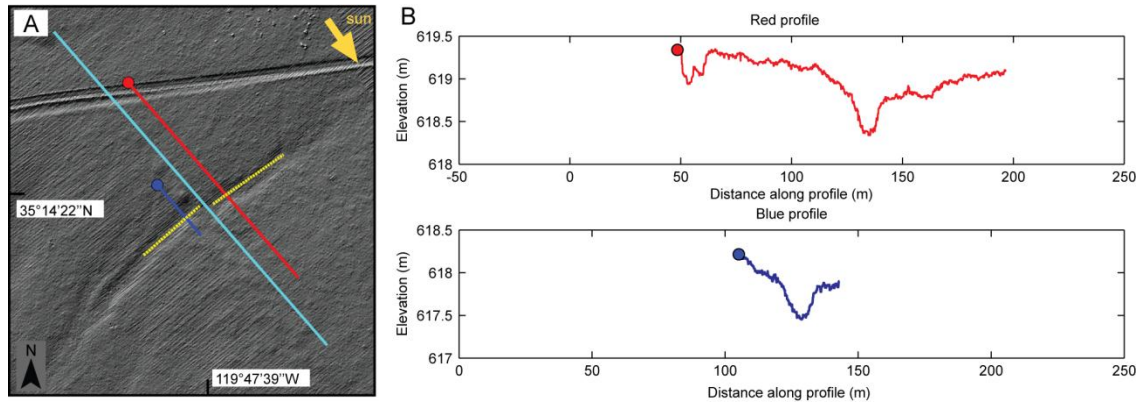 A
sun
35°14'22''N
119°47'39''W
N
B
Red profile
Elevation (m)
619.5
619
618.5
618
-50
0
50
100
150
200
250
Distance along profile (m)
Blue profile
Elevation (m)
618.5
618
617.5
617
0
50
100
150
200
250
Distance along profile (m)